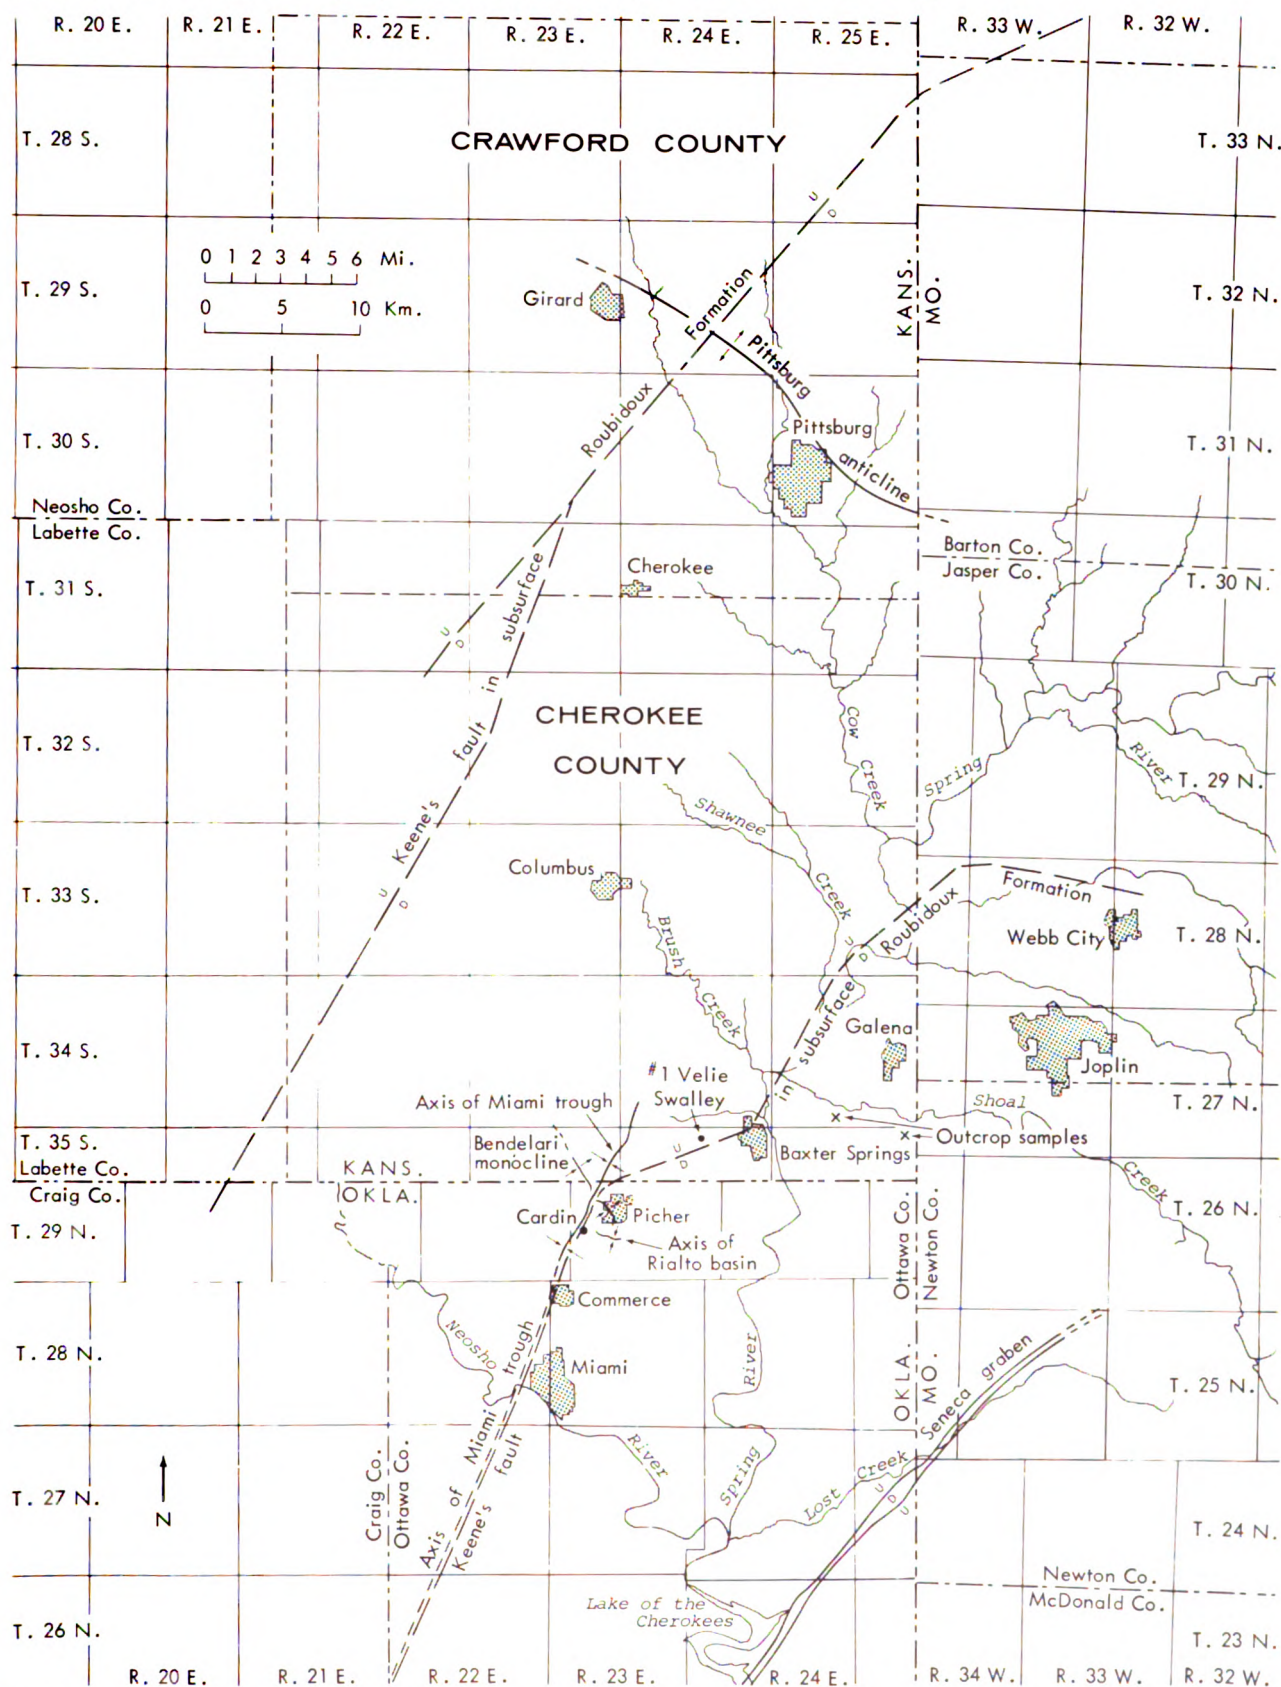 R. 20 E. R. 21 E. R. 22 E. R. 23 E. R. 24 E. R. 25 E. R. 33 W. R. 32 W.
T. 28 S.
CRAWFORD COUNTY
T. 33 N.
U
D
0 1 2 3 4 5 6 Mi.
0 5 10 Km.
T. 29 S.
Girard
Formation
KANS.
MO.
T. 32 N.
Pittsburg
anticline
Roubidoux
T. 30 S.
Pittsburg
T. 31 N.
Neosho Co.
Labette Co.
Barton Co.
Jasper Co.
T. 31 S.
Cherokee
T. 30 N.
subsurface
in
fault
Keene's
U
D
CHEROKEE
COUNTY
T. 32 S.
Cow
Creek
Spring
River
T. 29 N.
Shawnee
Creek
U
D
T. 33 S.
Columbus
Brush
Creek
Roubidoux
Formation
Webb City
T. 28 N.
U
D
subsurface
in
Galena
T. 34 S.
#1 Velie
Swalley
Joplin
Axis of Miami trough
Shoal
Creek
T. 27 N.
T. 35 S.
Bendelari
monocline
U
D
Baxter Springs
Outcrop samples
Labette Co.
Craig Co.
KANS.
OKLA.
T. 29 N.
Cardin
Picher
Axis of
Rialto basin
Ottawa Co.
Newton Co.
T. 26 N.
Commerce
Neosho
River
T. 28 N.
Miami
River
Spring
OKLA.
MO.
Seneca graben
T. 25 N.
Axis of Miami trough
Keene's fault
Craig Co.
Ottawa Co.
Lost Creek
U
D
U
T. 27 N.
N
T. 24 N.
Newton Co.
McDonald Co.
Lake of the
Cherokees
T. 26 N.
T. 23 N.
R. 20 E. R. 21 E. R. 22 E. R. 23 E. R. 24 E. R. 34 W. R. 33 W. R. 32 W.